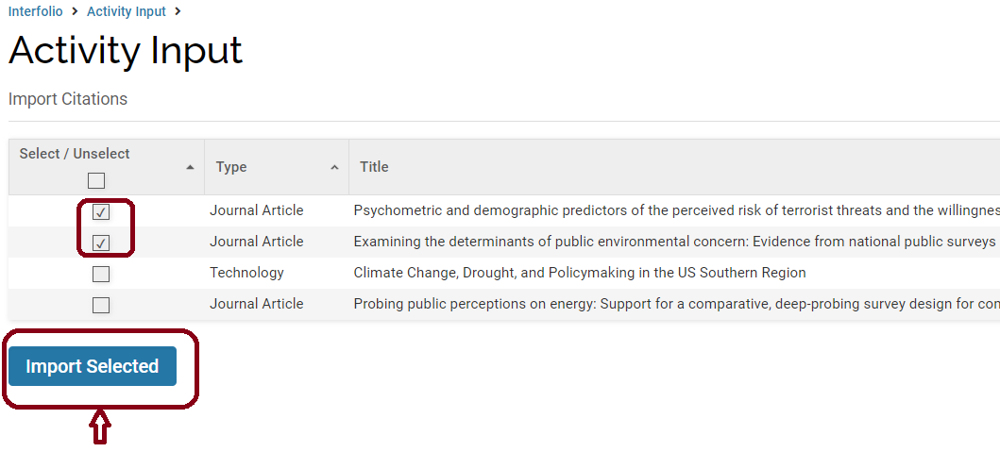 Interfolio > Activity Input >
Activity Input
Import Citations
Select / Unselect Type Title
Journal Article Psychometric and demographic predictors of the perceived risk of terrorist threats and the willingnes
Journal Article Examining the determinants of public environmental concern: Evidence from national public surveys
Technology Climate Change, Drought, and Policymaking in the US Southern Region
Journal Article Probing public perceptions on energy: Support for a comparative, deep-probing survey design for con
Import Selected